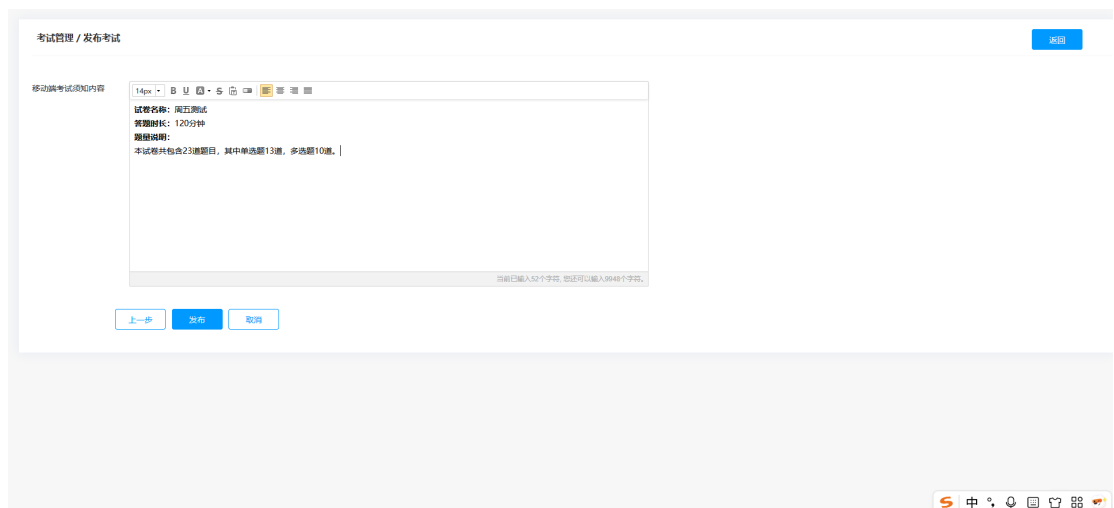 考试管理 / 发布考试
返回
移动端考试须知内容
14px B U A S
试卷名称：周五测试
答题时长：120分钟
题量说明：
本试卷共包含23道题目，其中单选题13道，多选题10道。
当前已输入52个字符, 您还可以输入9948个字符。
上一步
发布
取消
S 中